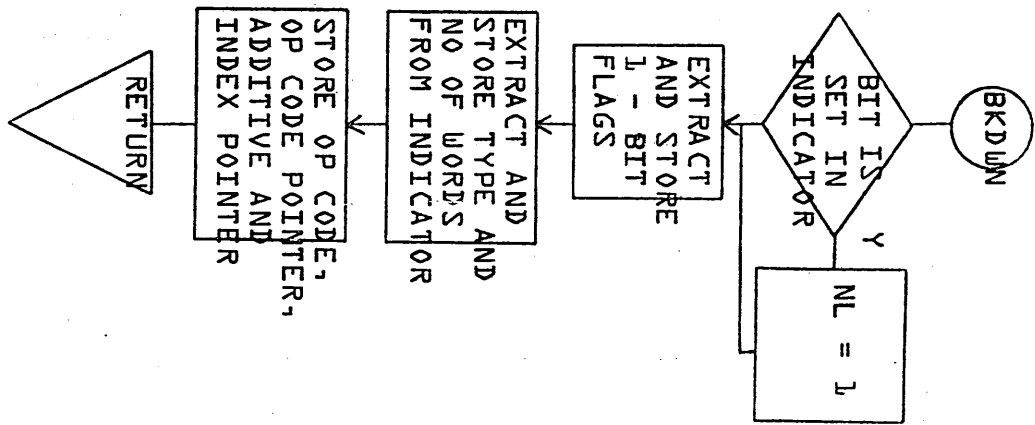 BKDWN
BIT IS
SET IN
INDICATOR
Y
NL = 1
EXTRACT
AND STORE
1 - BIT
FLAGS
EXTRACT AND
STORE TYPE AND
NO OF WORDS
FROM INDICATOR
STORE OP CODE,
OP CODE POINTER,
ADDITIVE AND
INDEX POINTER
RETURN